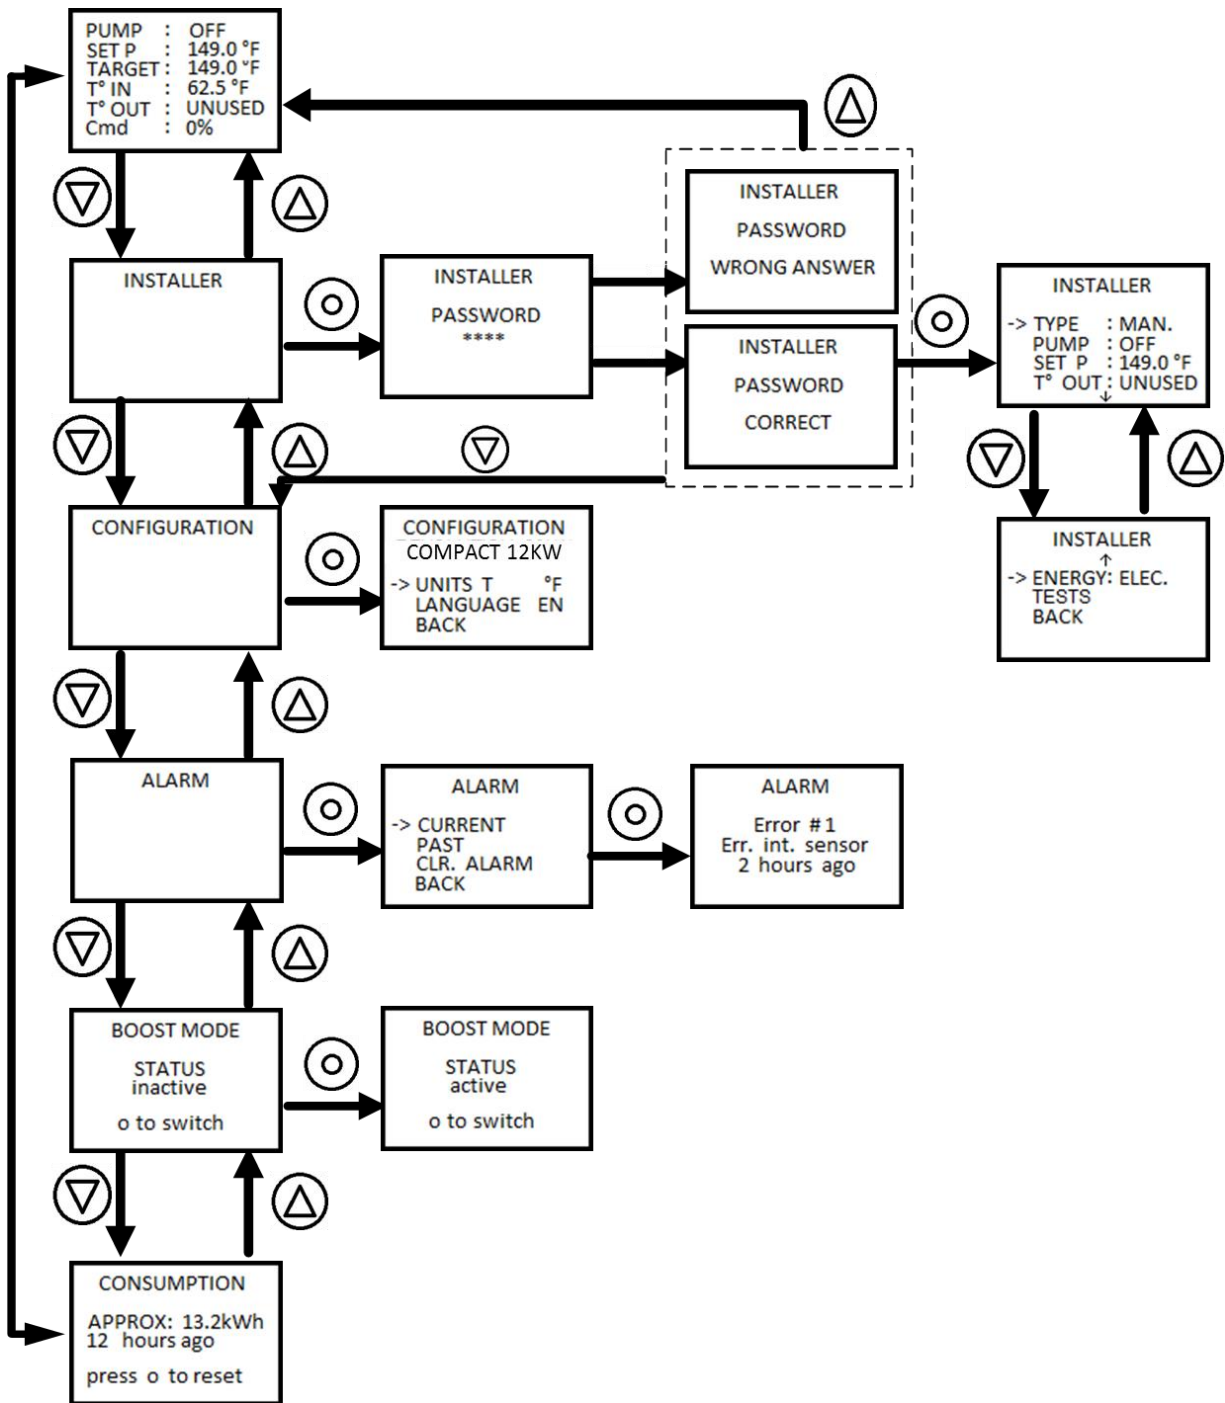 PUMP : OFF
SET P : 149.0 °F
TARGET : 149.0 °F
T° IN : 62.5 °F
T° OUT : UNUSED
Cmd : 0%
INSTALLER
INSTALLER
PASSWORD
****
INSTALLER
PASSWORD
WRONG ANSWER
INSTALLER
PASSWORD
CORRECT
INSTALLER
-> TYPE : MAN.
PUMP : OFF
SET P : 149.0 °F
T° OUT : UNUSED
↓
INSTALLER
↑
-> ENERGY: ELEC.
TESTS
BACK
CONFIGURATION
CONFIGURATION
COMPACT 12KW
-> UNITS T °F
LANGUAGE EN
BACK
ALARM
ALARM
-> CURRENT
PAST
CLR. ALARM
BACK
ALARM
Error #1
Err. int. sensor
2 hours ago
BOOST MODE
STATUS
inactive
o to switch
BOOST MODE
STATUS
active
o to switch
CONSUMPTION
APPROX: 13.2kWh
12 hours ago
press o to reset